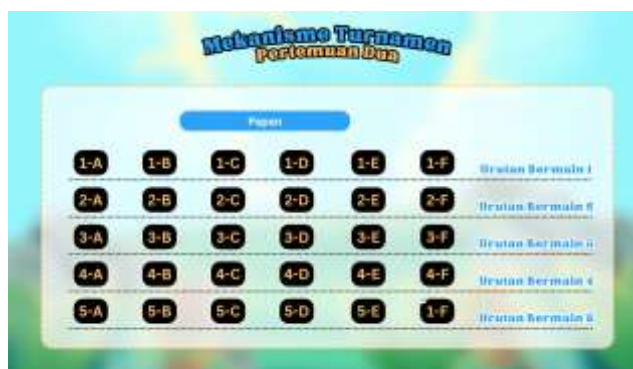 Mekanisme Turnamen
Pertemuan Dua
Papan
1-A 1-B 1-C 1-D 1-E 1-F Urutan Bermain 1
2-A 2-B 2-C 2-D 2-E 2-F Urutan Bermain
3-A 3-B 3-C 3-D 3-E 3-F Urutan Bermain
4-A 4-B 4-C 4-D 4-E 4-F Urutan Bermain 4
5-A 5-B 5-C 5-D 5-E 1-F Urutan Bermain